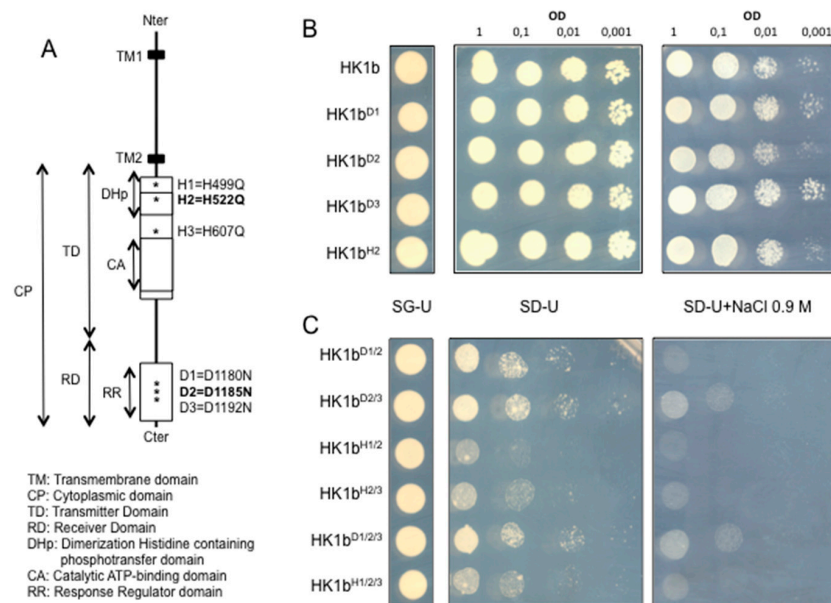 A
Nter
TM1
TM2
DHp
H1=H499Q
H2=H522Q
H3=H607Q
CA
TD
CP
RD
RR
D1=D1180N
D2=D1185N
D3=D1192N
Cter
TM: Transmembrane domain
CP: Cytoplasmic domain
TD: Transmitter Domain
RD: Receiver Domain
DHp: Dimerization Histidine containing
phosphotransfer domain
CA: Catalytic ATP-binding domain
RR: Response Regulator domain
B
OD
1 0,1 0,01 0,001
OD
1 0,1 0,01 0,001
HK1b
HK1bD1
HK1bD2
HK1bD3
HK1bH2
SG-U SD-U SD-U+NaCl 0.9 M
C
HK1bD1/2
HK1bD2/3
HK1bH1/2
HK1bH2/3
HK1bD1/2/3
HK1bH1/2/3